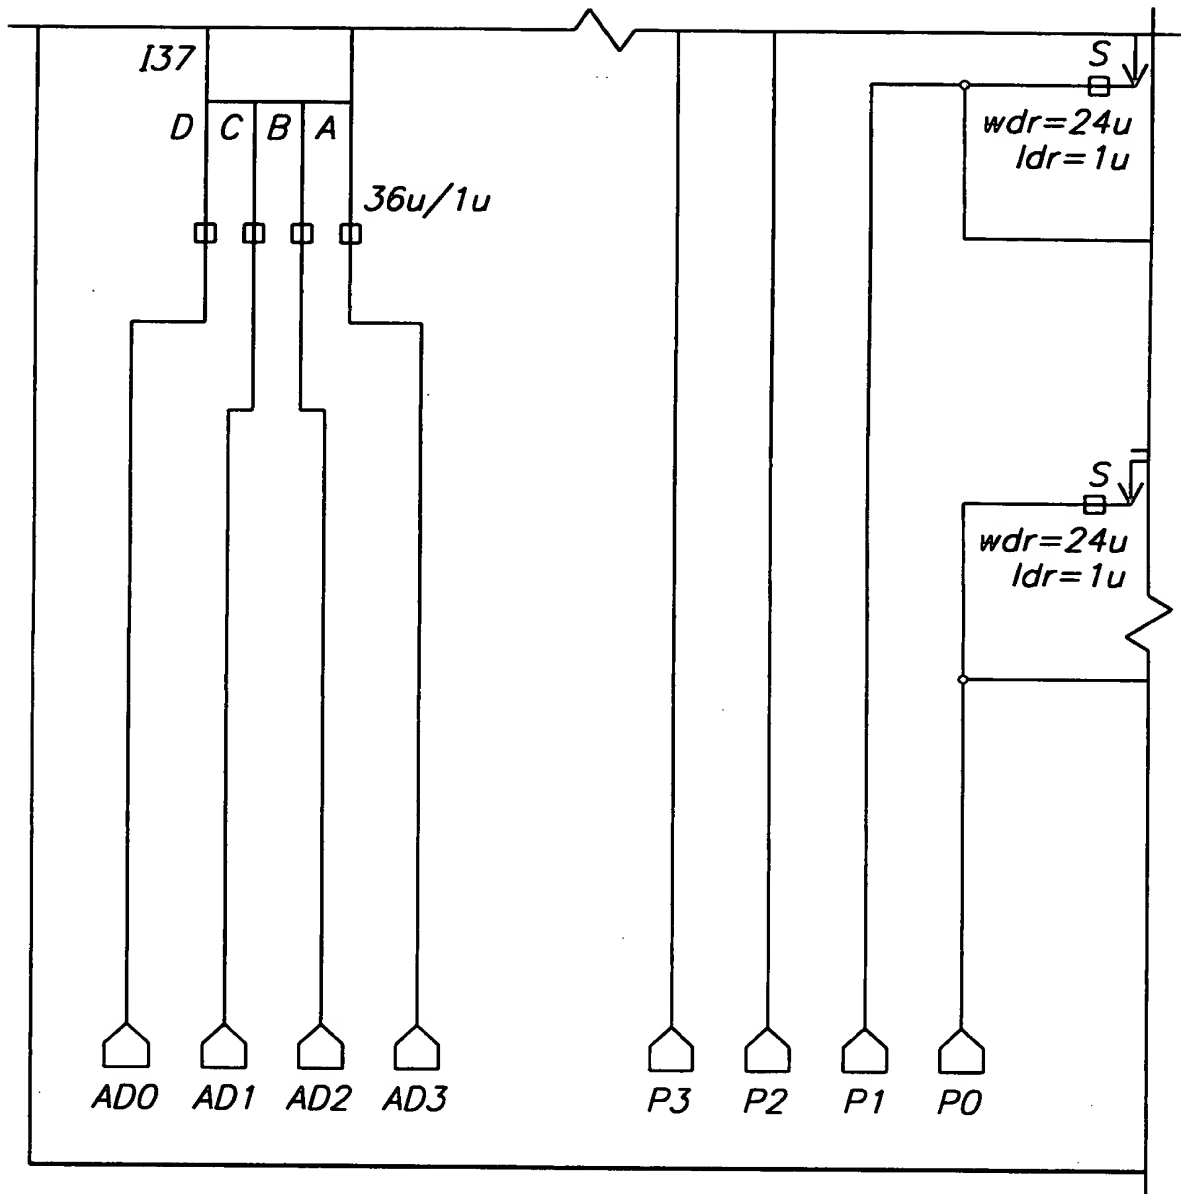 I37
S
D C B A
wdr=24u
ldr=1u
36u/1u
S
wdr=24u
ldr=1u
AD0 AD1 AD2 AD3 P3 P2 P1 P0